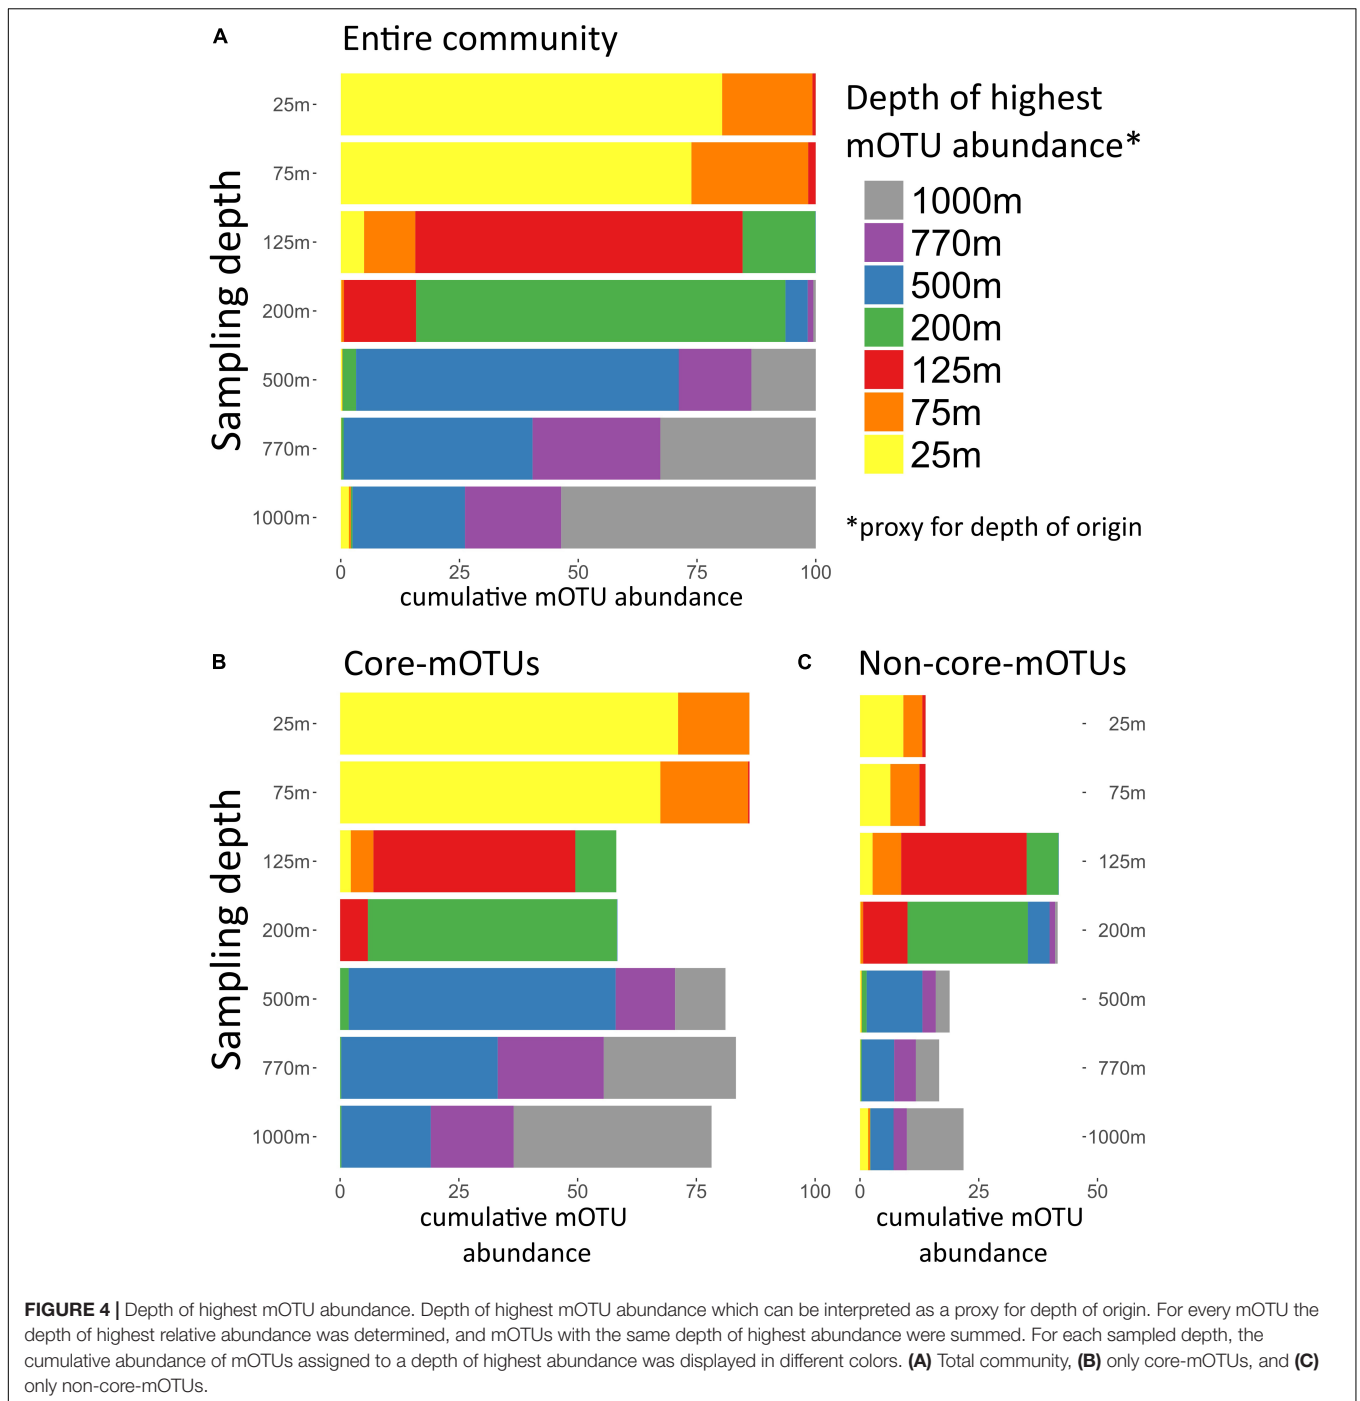 A Entire community
25m-
75m-
125m-
200m-
500m-
770m-
1000m-
Sampling depth
0 25 50 75 100
cumulative mOTU abundance
Depth of highest
mOTU abundance*
1000m
770m
500m
200m
125m
75m
25m
*proxy for depth of origin
B Core-mOTUs
25m-
75m-
125m-
200m-
500m-
770m-
1000m-
Sampling depth
0 25 50 75 100
cumulative mOTU
abundance
C Non-core-mOTUs
- 25m
- 75m
- 125m
- 200m
- 500m
- 770m
-1000m
0 25 50
cumulative mOTU
abundance
FIGURE 4 | Depth of highest mOTU abundance. Depth of highest mOTU abundance which can be interpreted as a proxy for depth of origin. For every mOTU the
depth of highest relative abundance was determined, and mOTUs with the same depth of highest abundance were summed. For each sampled depth, the
cumulative abundance of mOTUs assigned to a depth of highest abundance was displayed in different colors. (A) Total community, (B) only core-mOTUs, and (C)
only non-core-mOTUs.